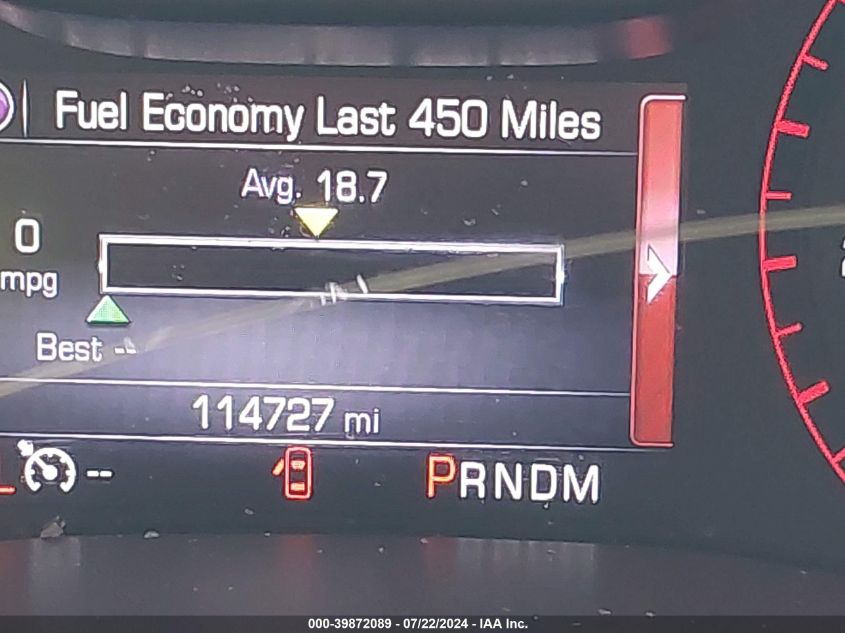 Fuel Economy Last 450 Miles
Avg. 18.7
0
mpg
Best --
114727 mi
--
PRNDM
000-39872089 - 07/22/2024 - IAA Inc.